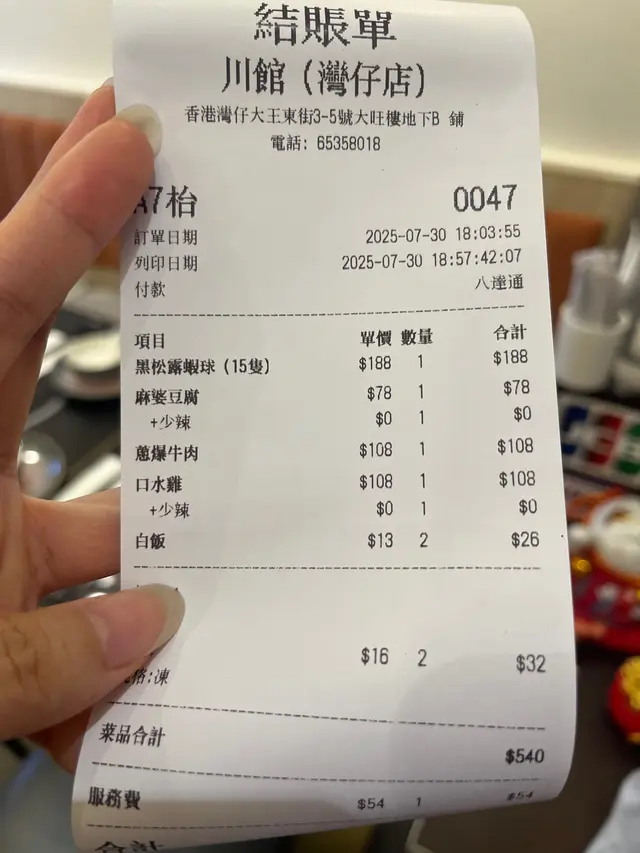 結賬單
川館（灣仔店）
香港灣仔大王東街3-5號大旺樓地下B 鋪
電話: 65358018
A7枱 0047
訂單日期 2025-07-30 18:03:55
列印日期 2025-07-30 18:57:42:07
付款 八達通
項目 單價 數量 合計
黑松露蝦球（15隻） $188 1 $188
麻婆豆腐 $78 1 $78
+少辣 $0 1 $0
蔥爆牛肉 $108 1 $108
口水雞 $108 1 $108
+少辣 $0 1 $0
白飯 $13 2 $26
$16 2 $32
:凍
菜品合計 $540
服務費 $54 1 $54
合計